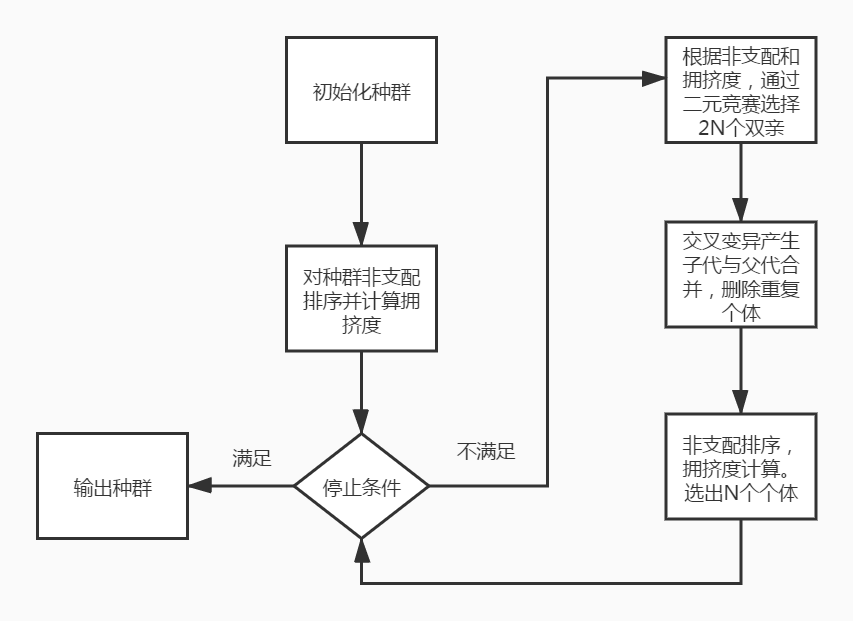 初始化种群
对种群非支配
排序并计算拥
挤度
停止条件
满足
输出种群
不满足
根据非支配和
拥挤度，通过
二元竞赛选择
2N个双亲
交叉变异产生
子代与父代合
并，删除重复
个体
非支配排序，
拥挤度计算。
选出N个个体